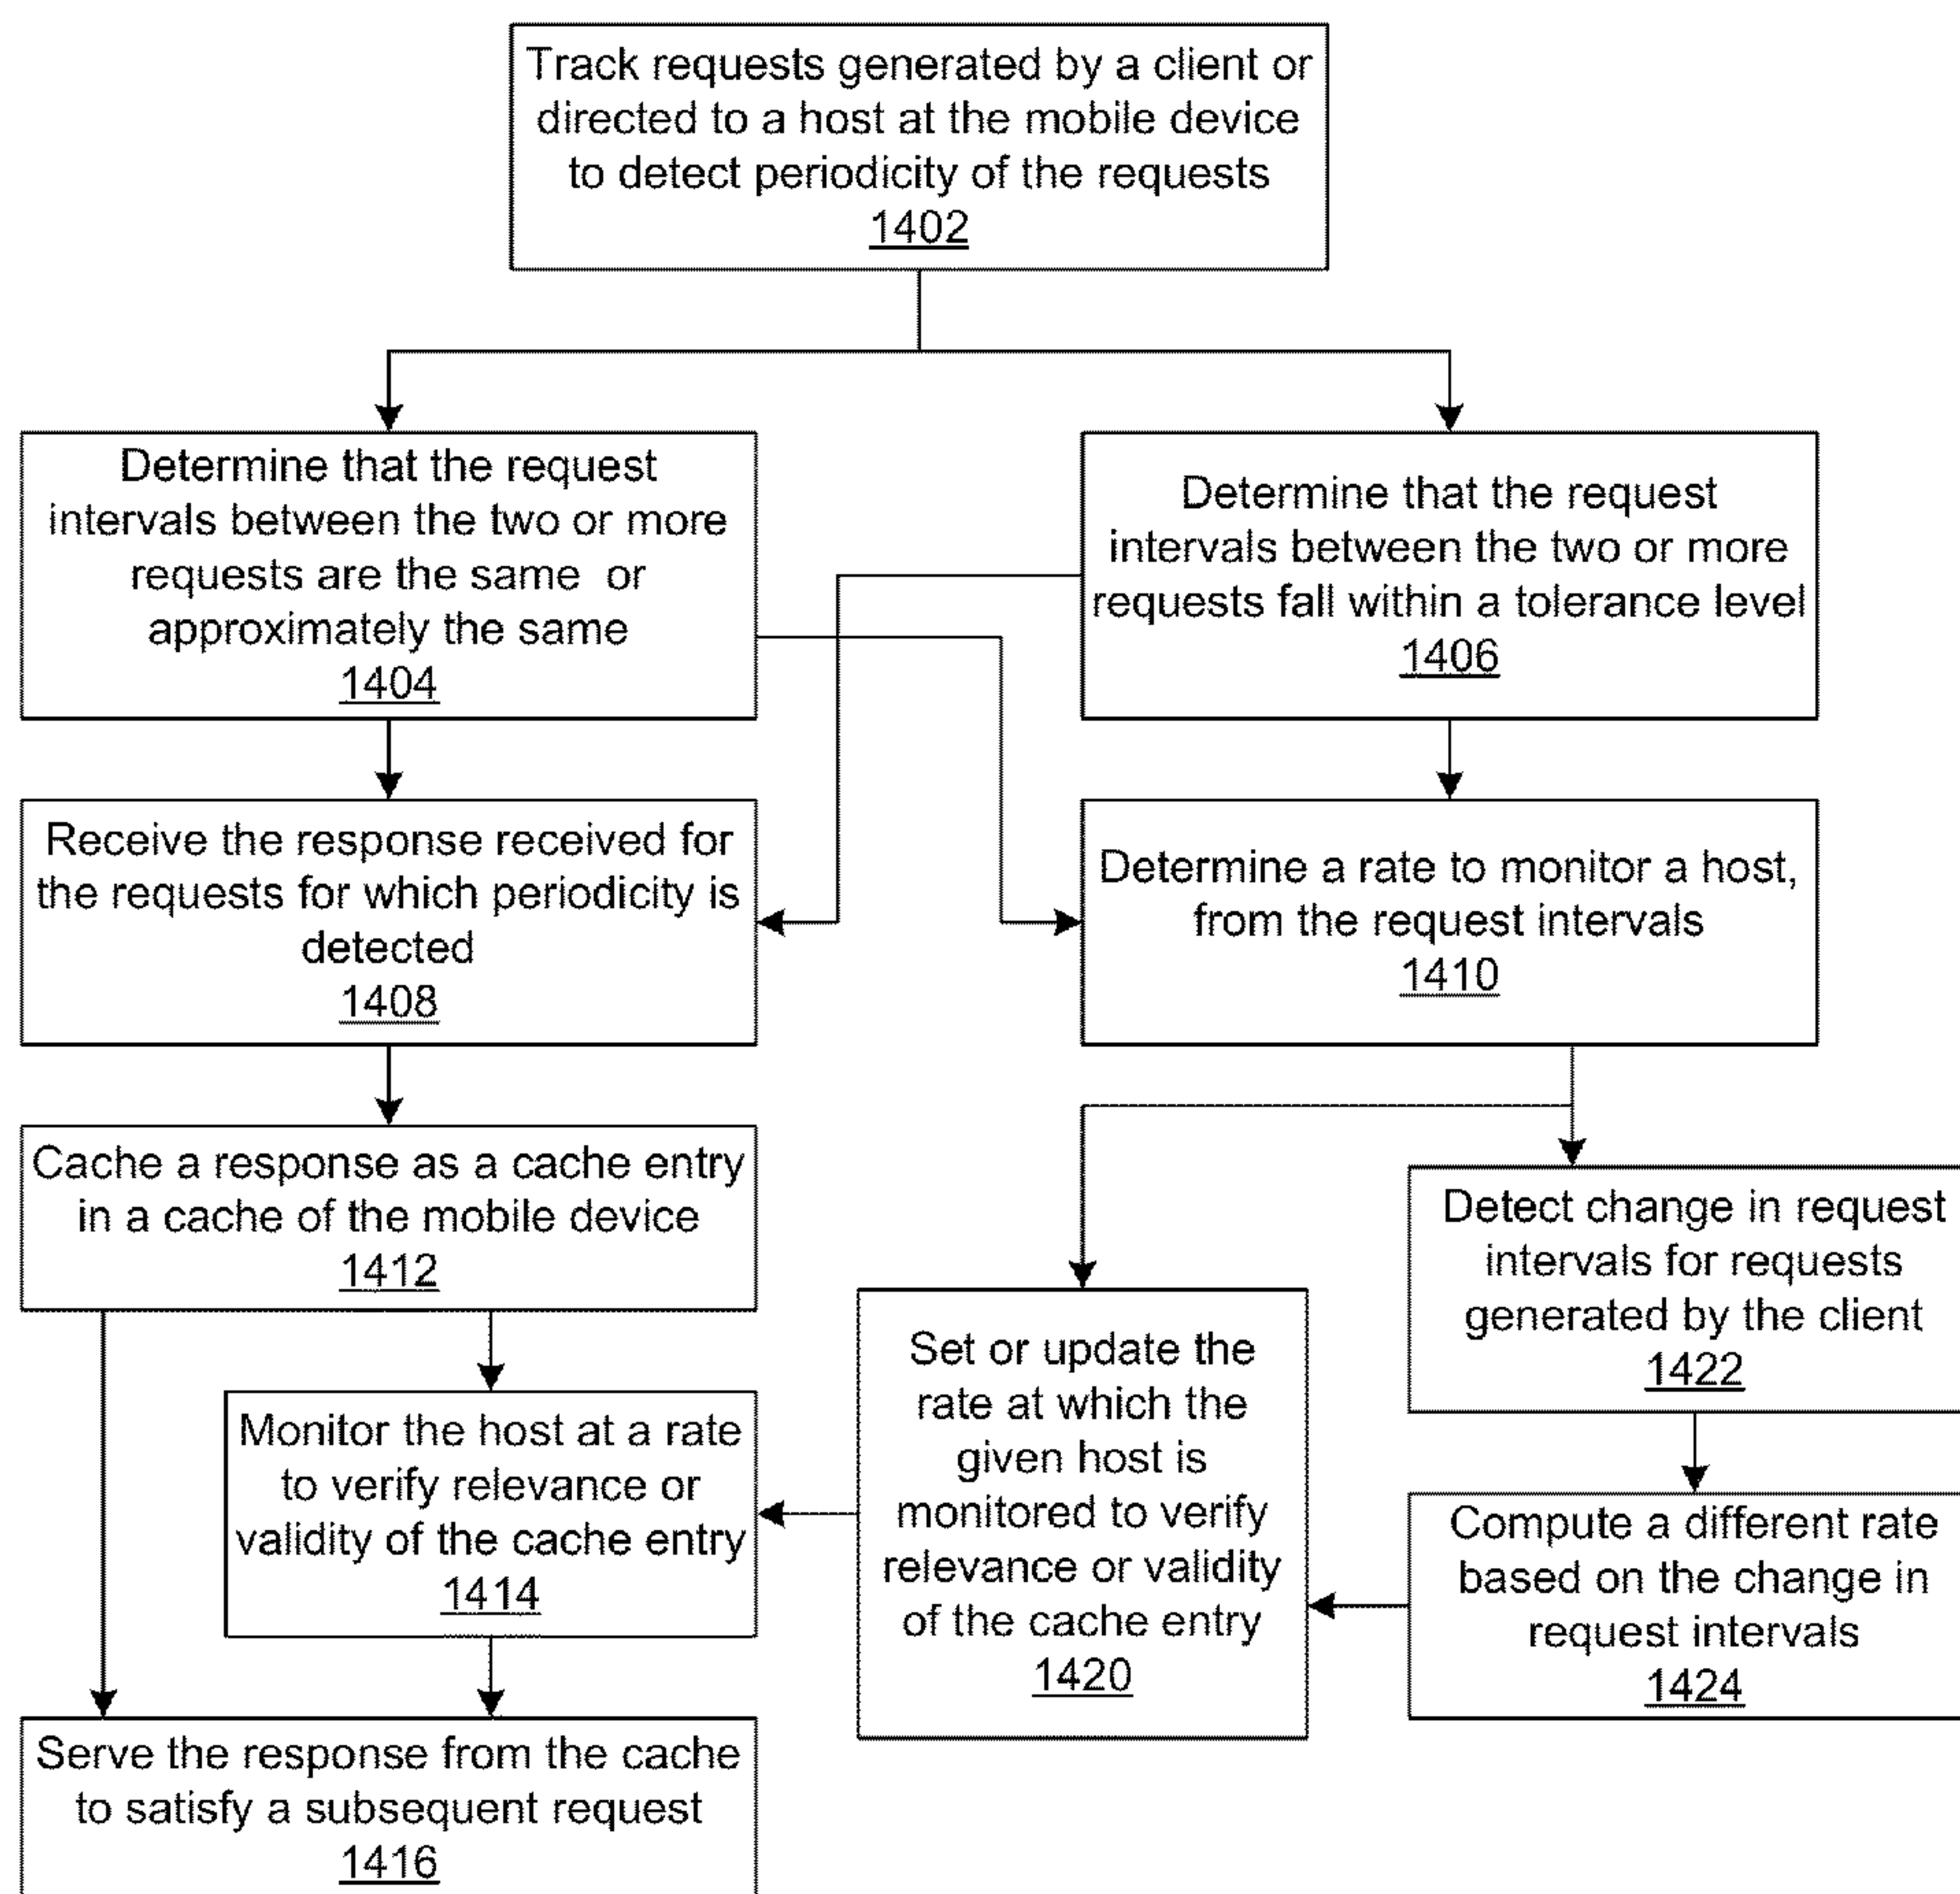 Track requests generated by a client or
directed to a host at the mobile device
to detect periodicity of the requests
1402
Determine that the request
intervals between the two or more
requests are the same or
approximately the same
1404
Determine that the request
intervals between the two or more
requests fall within a tolerance level
1406
Receive the response received for
the requests for which periodicity is
detected
1408
Determine a rate to monitor a host,
from the request intervals
1410
Cache a response as a cache entry
in a cache of the mobile device
1412
Detect change in request
intervals for requests
generated by the client
1422
Set or update the
rate at which the
given host is
monitored to verify
relevance or validity
of the cache entry
1420
Monitor the host at a rate
to verify relevance or
validity of the cache entry
1414
Compute a different rate
based on the change in
request intervals
1424
Serve the response from the cache
to satisfy a subsequent request
1416